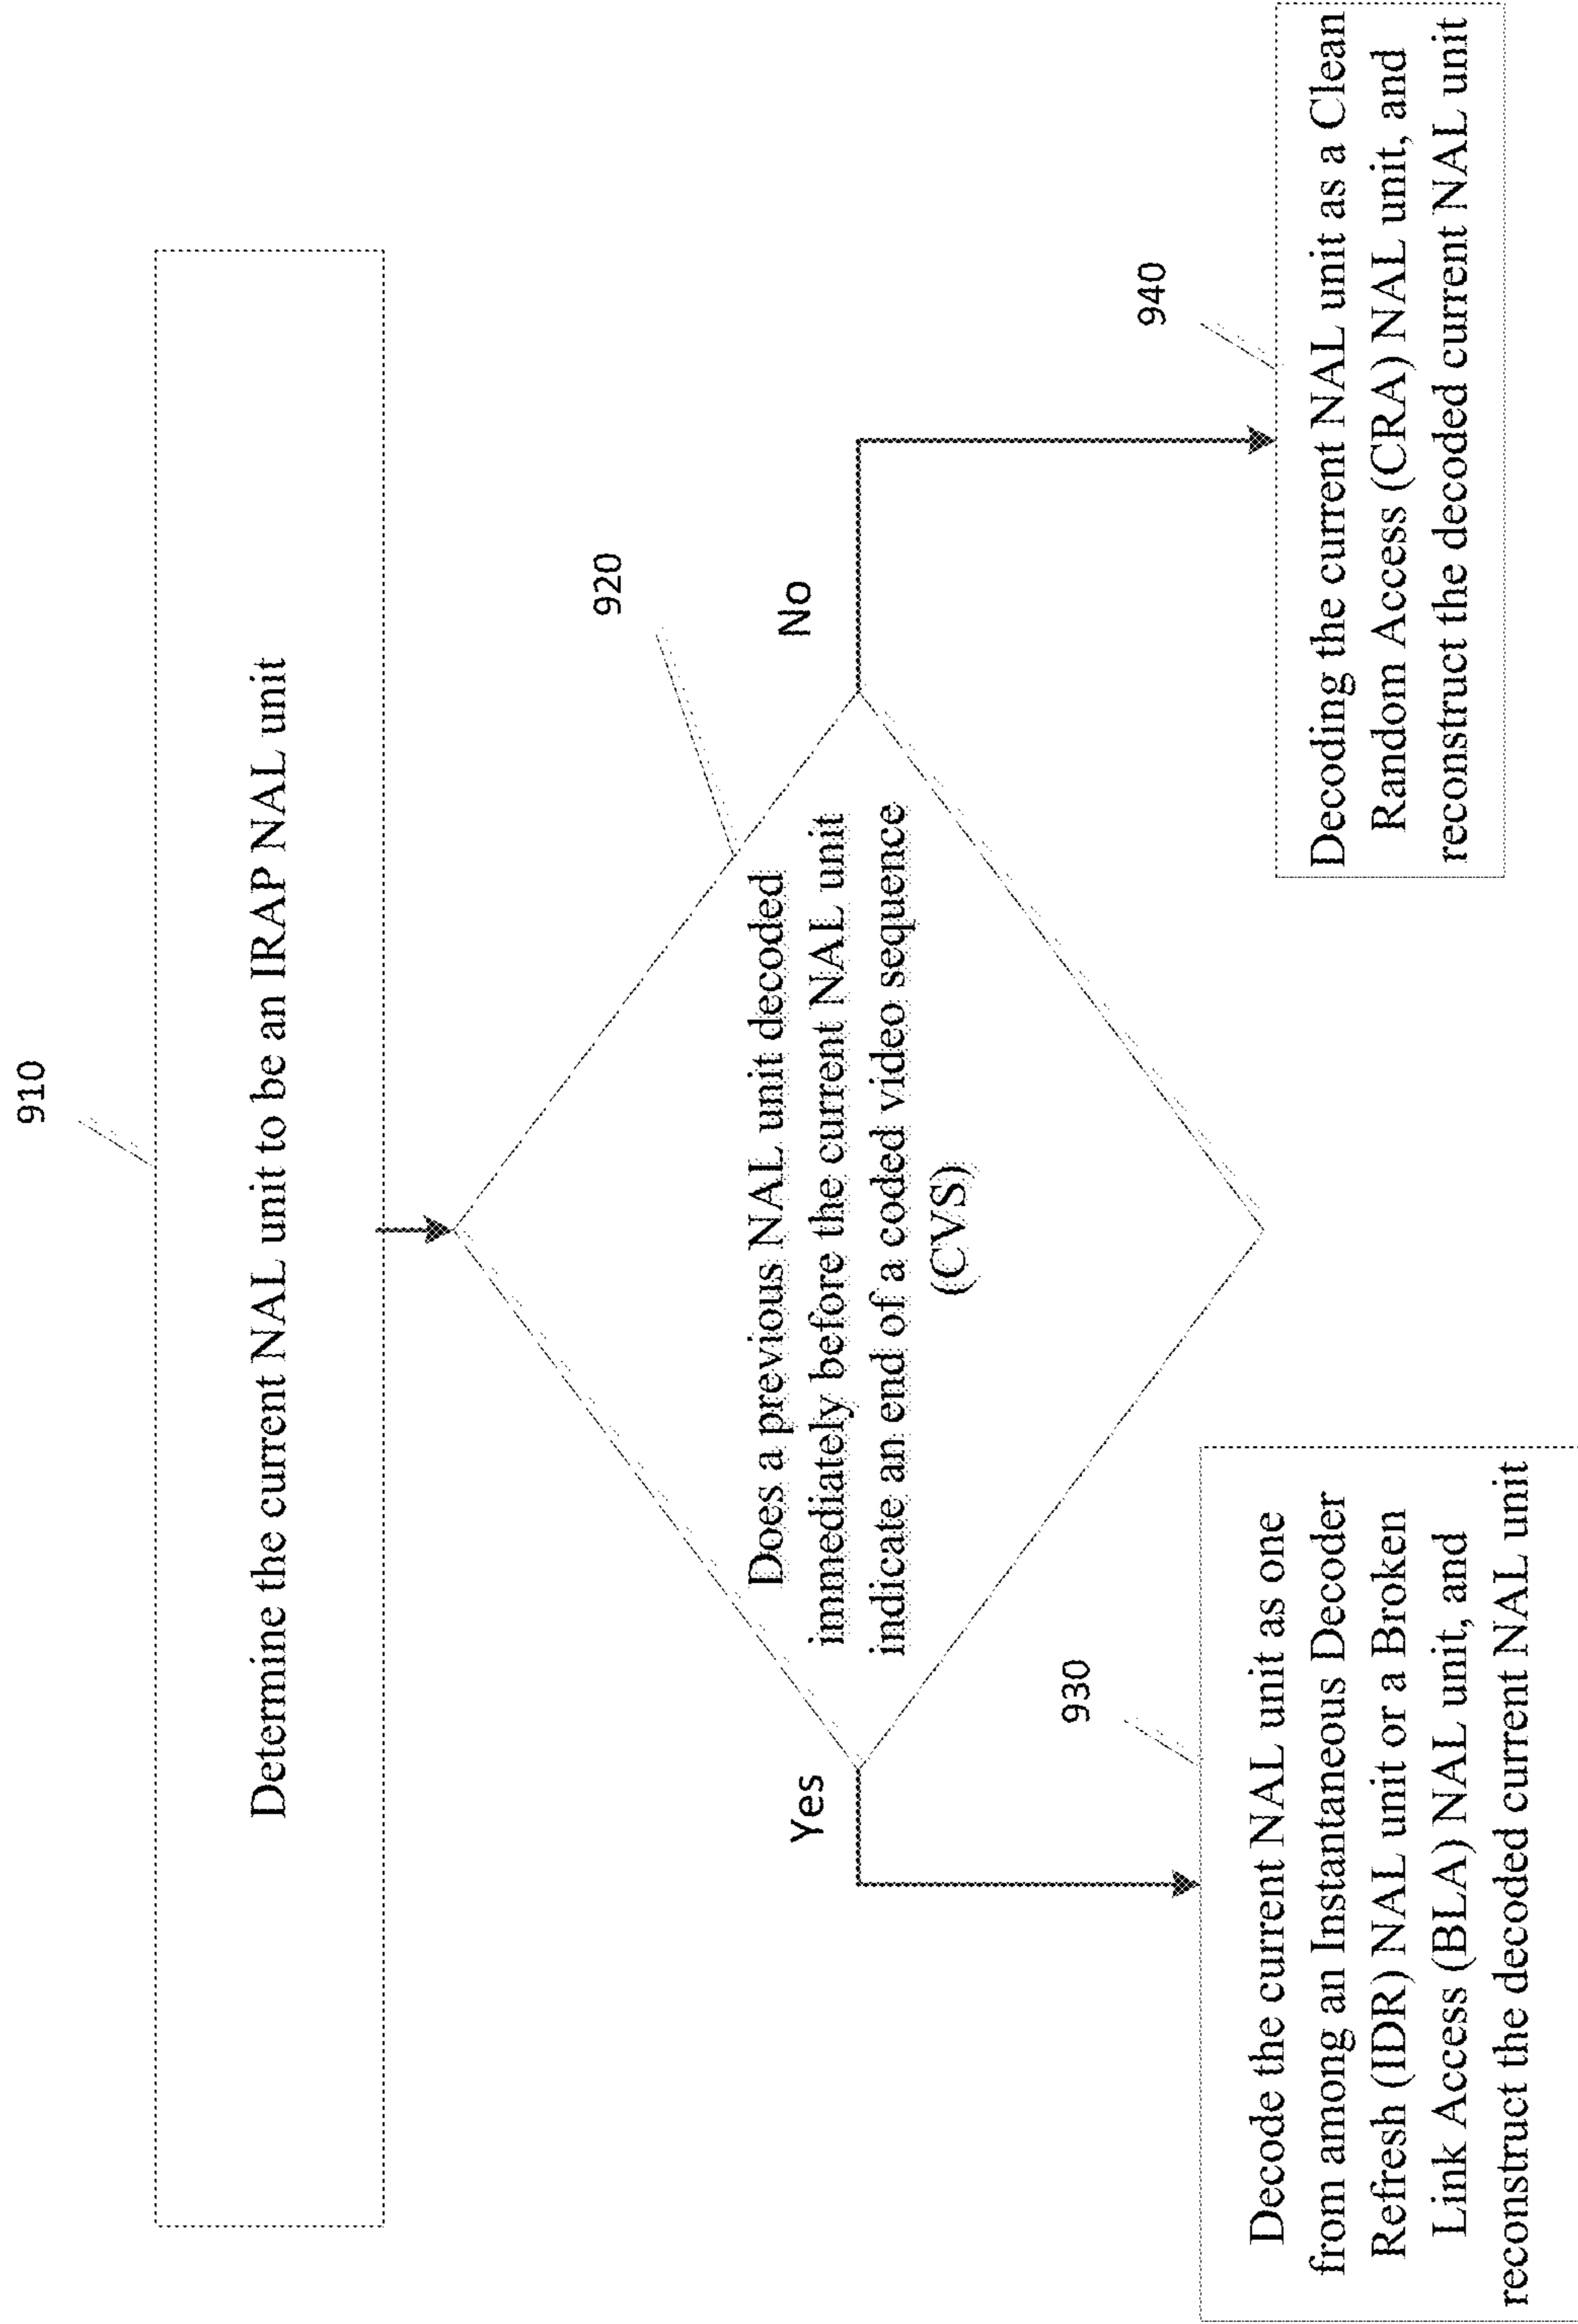 910
Determine the current NAL unit to be an IRAP NAL unit
920
Does a previous NAL unit decoded
immediately before the current NAL unit
indicate an end of a coded video sequence
(CVS)
Yes
No
930
Decode the current NAL unit as one
from among an Instantaneous Decoder
Refresh (IDR) NAL unit or a Broken
Link Access (BLA) NAL unit, and
reconstruct the decoded current NAL unit
940
Decoding the current NAL unit as a Clean
Random Access (CRA) NAL unit, and
reconstruct the decoded current NAL unit